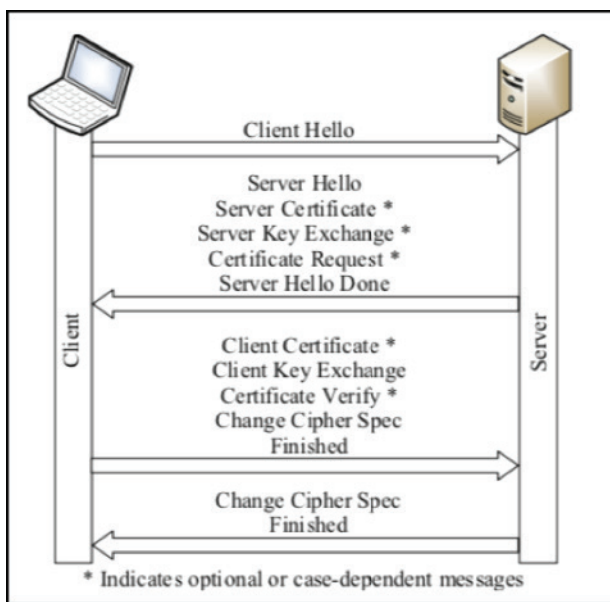 Client Hello
Server Hello
Server Certificate *
Server Key Exchange *
Certificate Request *
Server Hello Done
Client
Server
Client Certificate *
Client Key Exchange
Certificate Verify *
Change Cipher Spec
Finished
Change Cipher Spec
Finished
* Indicates optional or case-dependent messages